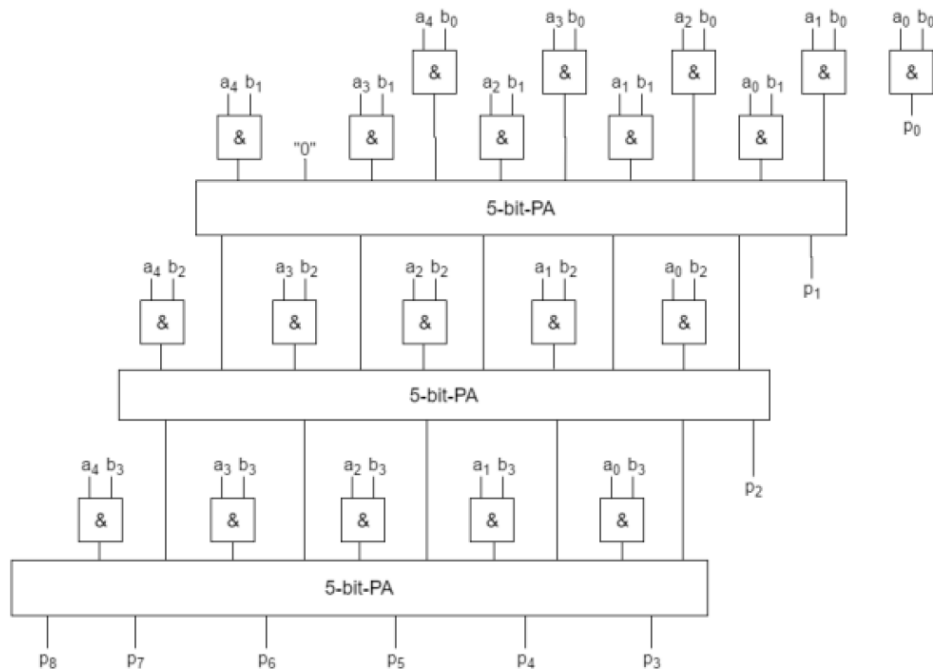 a₄ b₀ a₃ b₀ a₂ b₀ a₁ b₀ a₀ b₀
& & & & &
a₄ b₁ a₃ b₁ a₂ b₁ a₁ b₁ a₀ b₁
& & & & &
p₀
"0"
5-bit-PA
a₄ b₂ a₃ b₂ a₂ b₂ a₁ b₂ a₀ b₂
p₁
& & & & &
5-bit-PA
a₄ b₃ a₃ b₃ a₂ b₃ a₁ b₃ a₀ b₃
p₂
& & & & &
5-bit-PA
p₈ p₇ p₆ p₅ p₄ p₃